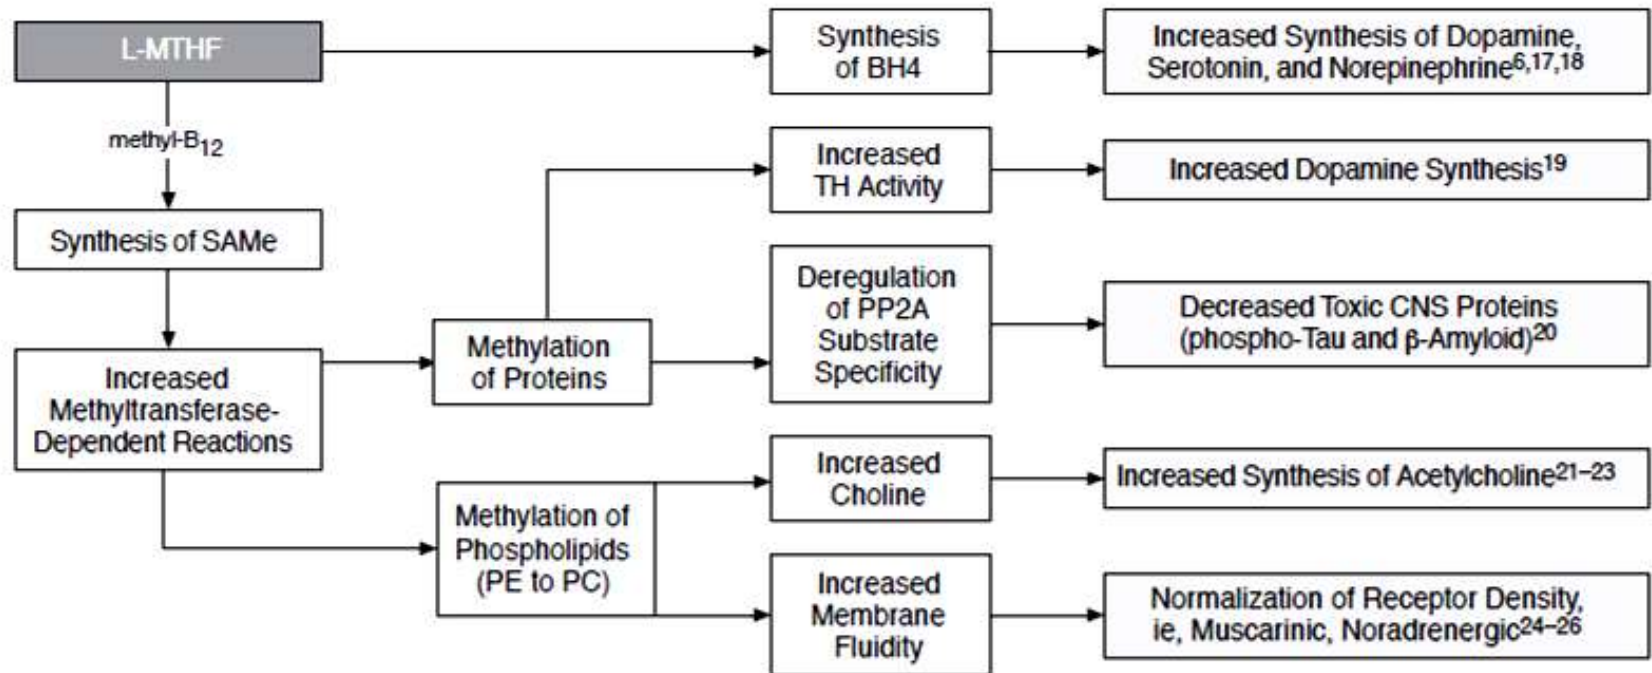 L-MTHF
Synthesis
of BH4
Increased Synthesis of Dopamine,
Serotonin, and Norepinephrine6,17,18
methyl-B12
Increased
TH Activity
Increased Dopamine Synthesis19
Synthesis of SAMe
Deregulation
of PP2A
Substrate
Specificity
Decreased Toxic CNS Proteins
(phospho-Tau and β-Amyloid)20
Methylation
of Proteins
Increased
Methyltransferase-
Dependent Reactions
Increased
Choline
Increased Synthesis of Acetylcholine21–23
Methylation of
Phospholipids
(PE to PC)
Increased
Membrane
Fluidity
Normalization of Receptor Density,
ie, Muscarinic, Noradrenergic24–26